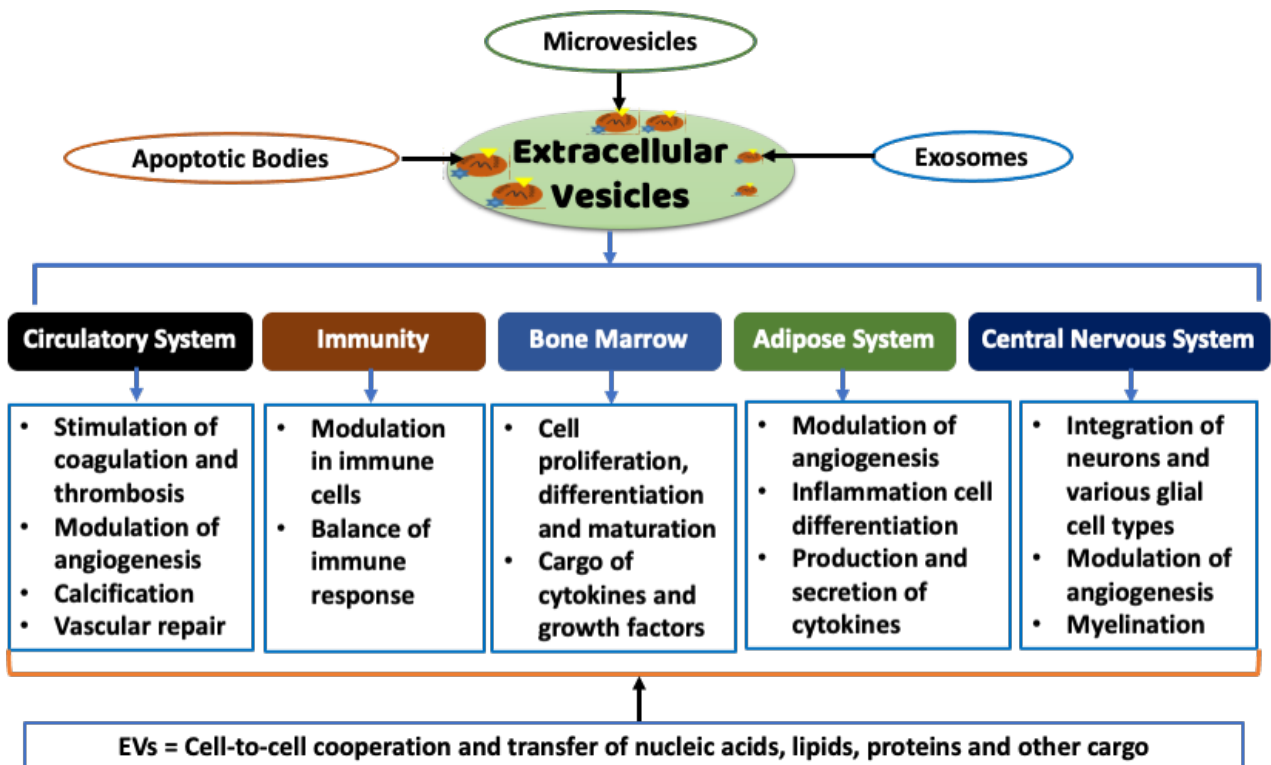 Microvesicles
Apoptotic Bodies
Extracellular
Vesicles
Exosomes
Circulatory System
Immunity
Bone Marrow
Adipose System
Central Nervous System
• Stimulation of
coagulation and
thrombosis
• Modulation of
angiogenesis
• Calcification
• Vascular repair
• Modulation
in immune
cells
• Balance of
immune
response
• Cell
proliferation,
differentiation
and maturation
• Cargo of
cytokines and
growth factors
• Modulation of
angiogenesis
• Inflammation cell
differentiation
• Production and
secretion of
cytokines
• Integration of
neurons and
various glial
cell types
• Modulation of
angiogenesis
• Myelination
EVs = Cell-to-cell cooperation and transfer of nucleic acids, lipids, proteins and other cargo